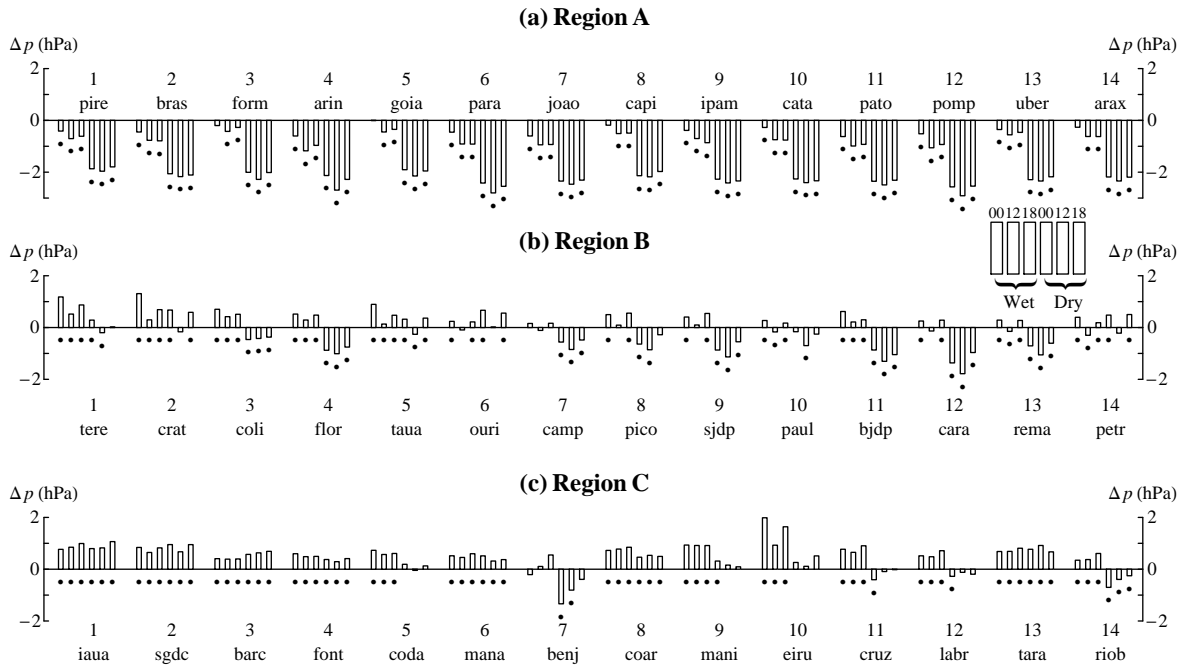 (a) Region A
Δp (hPa) Δp (hPa)
2 2
1 2 3 4 5 6 7 8 9 10 11 12 13 14
pire bras form arin goia para joao capi ipam cata pato pomp uber arax
0 0
−2 −2
00 12 18 00 12 18
Wet Dry
(b) Region B
Δp (hPa) Δp (hPa)
2 2
0 0
−2 −2
1 2 3 4 5 6 7 8 9 10 11 12 13 14
tere crat coli flor taua ouri camp pico sjdp paul bjdp cara rema petr
(c) Region C
Δp (hPa) Δp (hPa)
2 2
0 0
−2 −2
1 2 3 4 5 6 7 8 9 10 11 12 13 14
iaua sgdc barc font coda mana benj coar mani eiru cruz labr tara riob